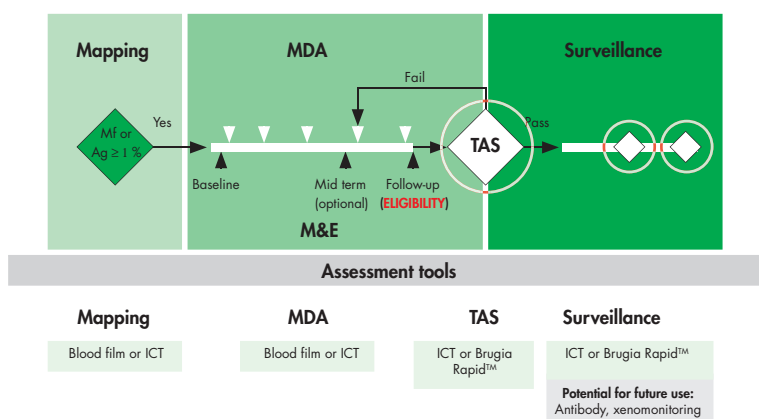 Mapping
MDA
Surveillance
Fail
Mf or
Ag ≥ 1 %
Yes
TAS
Pass
Baseline
Mid term
(optional)
Follow-up
(ELIGIBILITY)
M&E
Assessment tools
Mapping
MDA
TAS
Surveillance
Blood film or ICT
Blood film or ICT
ICT or Brugia
Rapid™
ICT or Brugia Rapid™
Potential for future use:
Antibody, xenomonitoring